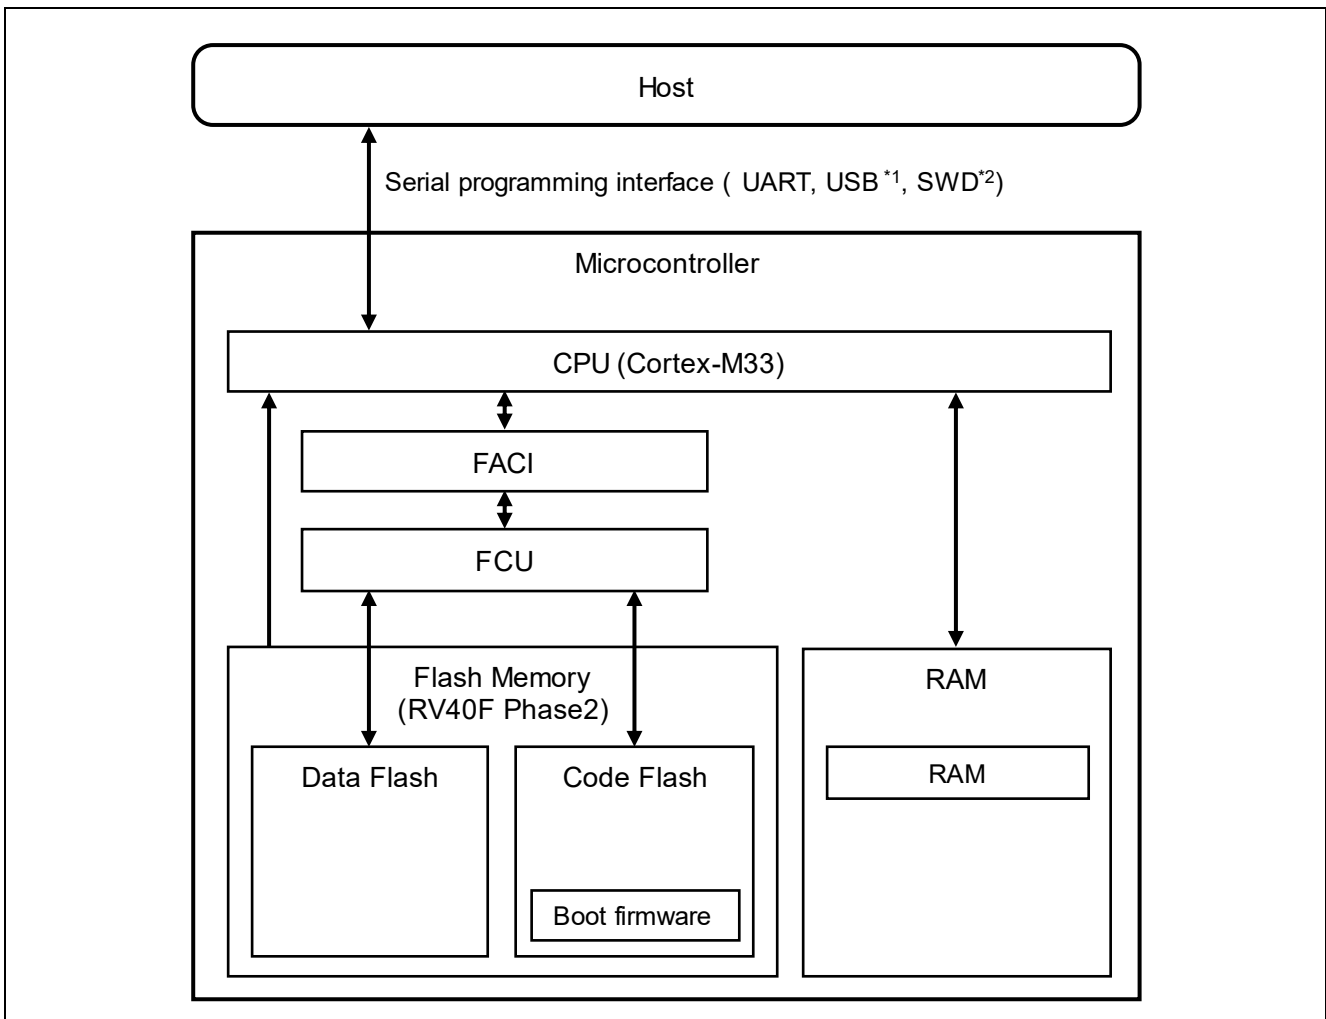 Host
Serial programming interface ( UART, USB *1, SWD*2)
Microcontroller
CPU (Cortex-M33)
FACI
FCU
Flash Memory
(RV40F Phase2)
RAM
Data Flash
Code Flash
RAM
Boot firmware